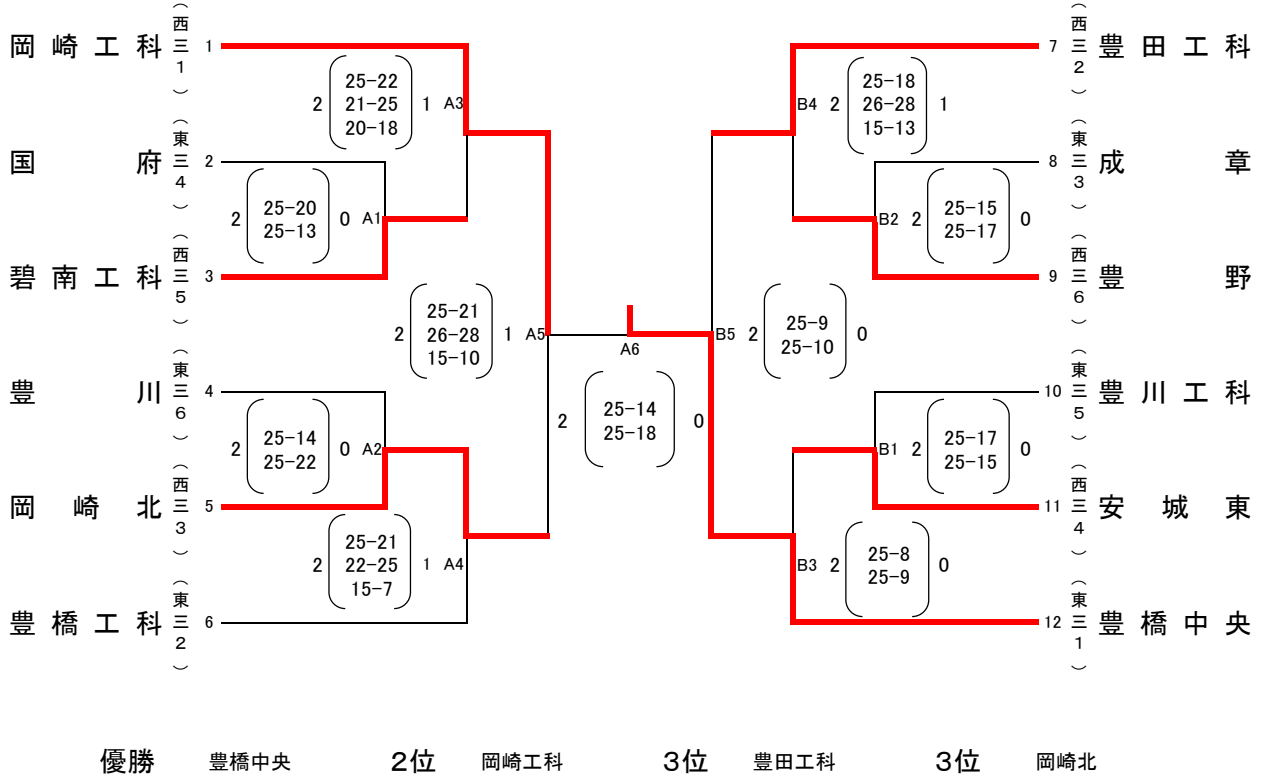 岡崎工科 （西三1） 1
国府 （東三4） 2
碧南工科 （西三5） 3
豊川 （東三6） 4
岡崎北 （西三3） 5
豊橋工科 （東三2） 6
7 （西三2） 豊田工科
8 （東三3） 成章
9 （西三6） 豊野
10 （東三5） 豊川工科
11 （西三4） 安城東
12 （東三1） 豊橋中央
2 25-22 1 A3
21-25
20-18
2 25-20 0 A1
25-13
2 25-21 1 A5
26-28
15-10
2 25-14 0 A2
25-22
2 25-21 1 A4
22-25
15-7
A6
2 25-14 0
25-18
B4 2 25-18 1
26-28
15-13
B2 2 25-15 0
25-17
B5 2 25-9 0
25-10
B1 2 25-17 0
25-15
B3 2 25-8 0
25-9
優勝 豊橋中央 2位 岡崎工科 3位 豊田工科 3位 岡崎北